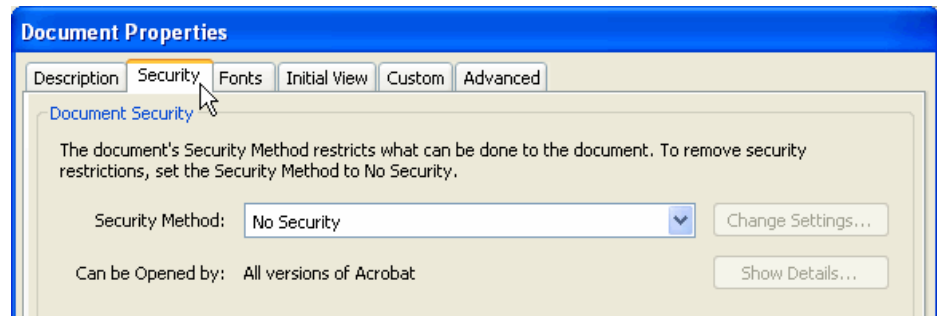 Document Properties
Description Security Fonts Initial View Custom Advanced
Document Security
The document's Security Method restricts what can be done to the document. To remove security
restrictions, set the Security Method to No Security.
Security Method: No Security Change Settings...
Can be Opened by: All versions of Acrobat Show Details...